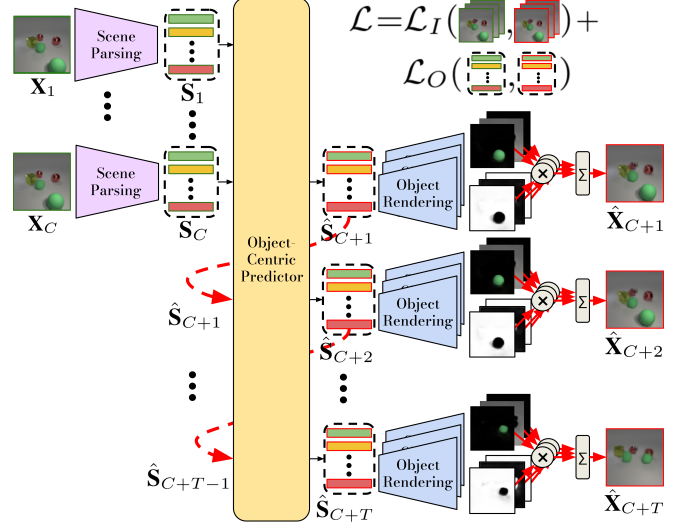 ℒ=ℒ_I( , )+
ℒ_O( , )
Scene
Parsing
X_1
S_1
Scene
Parsing
X_C
S_C
Object-
Centric
Predictor
Ŝ_{C+1}
Object
Rendering
×
Σ
X̂_{C+1}
Ŝ_{C+1}
Ŝ_{C+2}
Object
Rendering
×
Σ
X̂_{C+2}
Ŝ_{C+T−1}
Ŝ_{C+T}
Object
Rendering
×
Σ
X̂_{C+T}